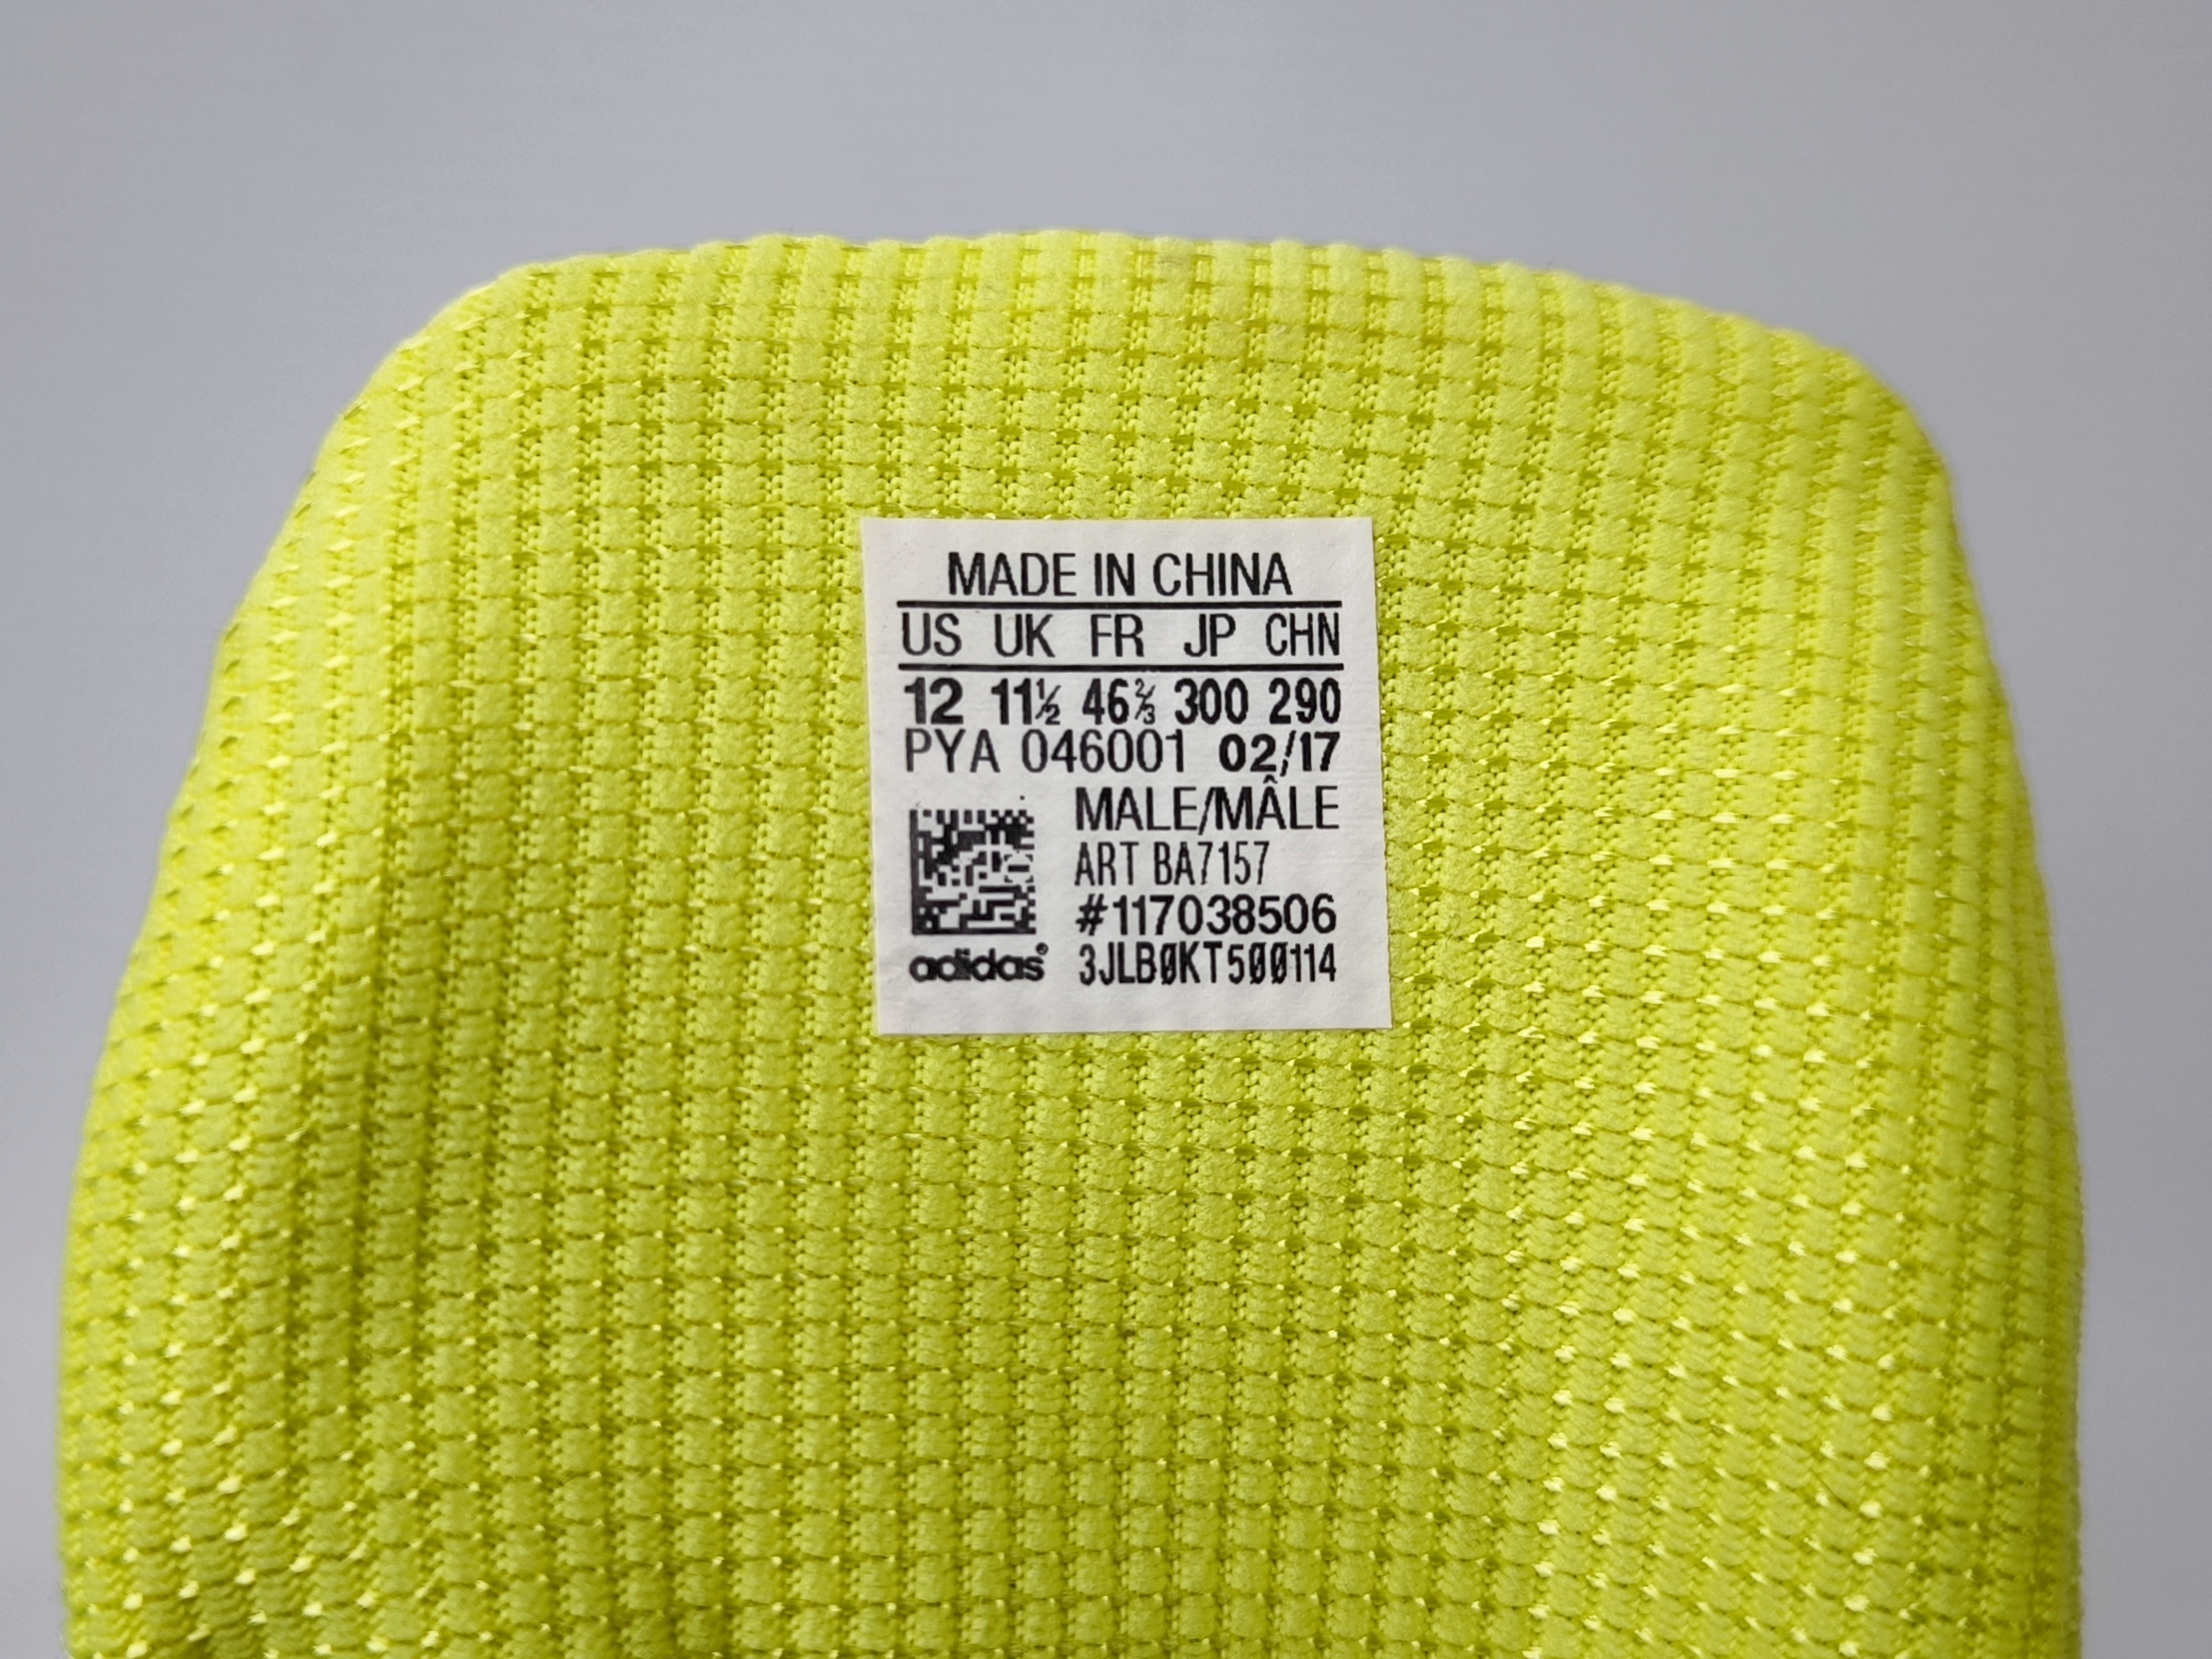 MADE IN CHINA
US UK FR JP CHN
12 11½ 46⅔ 300 290
PYA 046001 02/17
MALE/MÂLE
ART BA7157
#117038506
adidas® 3JLB0KT500114